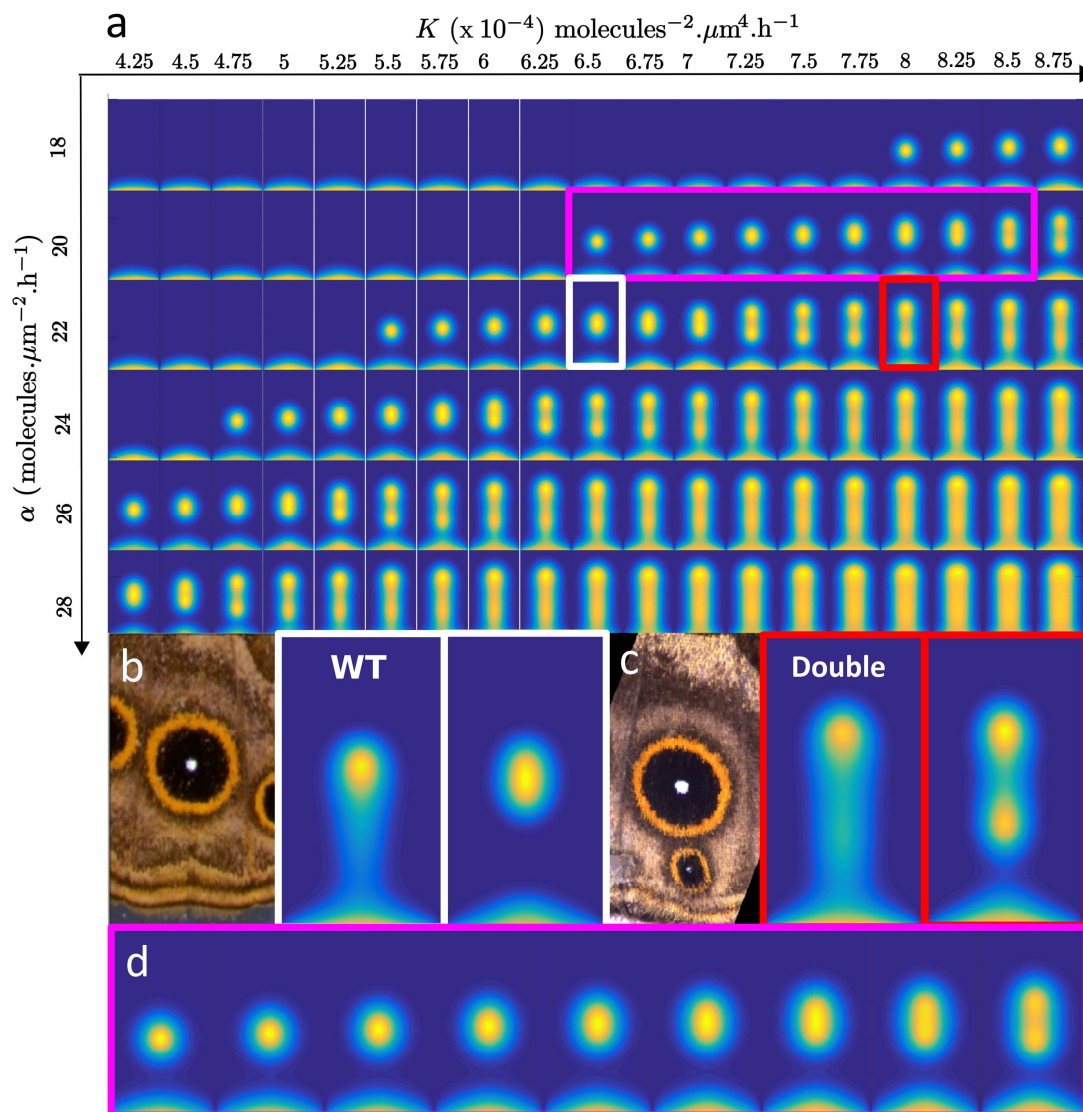 a
K (x 10⁻⁴) molecules⁻².μm⁴.h⁻¹
4.25 4.5 4.75 5 5.25 5.5 5.75 6 6.25 6.5 6.75 7 7.25 7.5 7.75 8 8.25 8.5 8.75
α (molecules.μm⁻².h⁻¹)
18
20
22
24
26
28
b
WT
c
Double
d